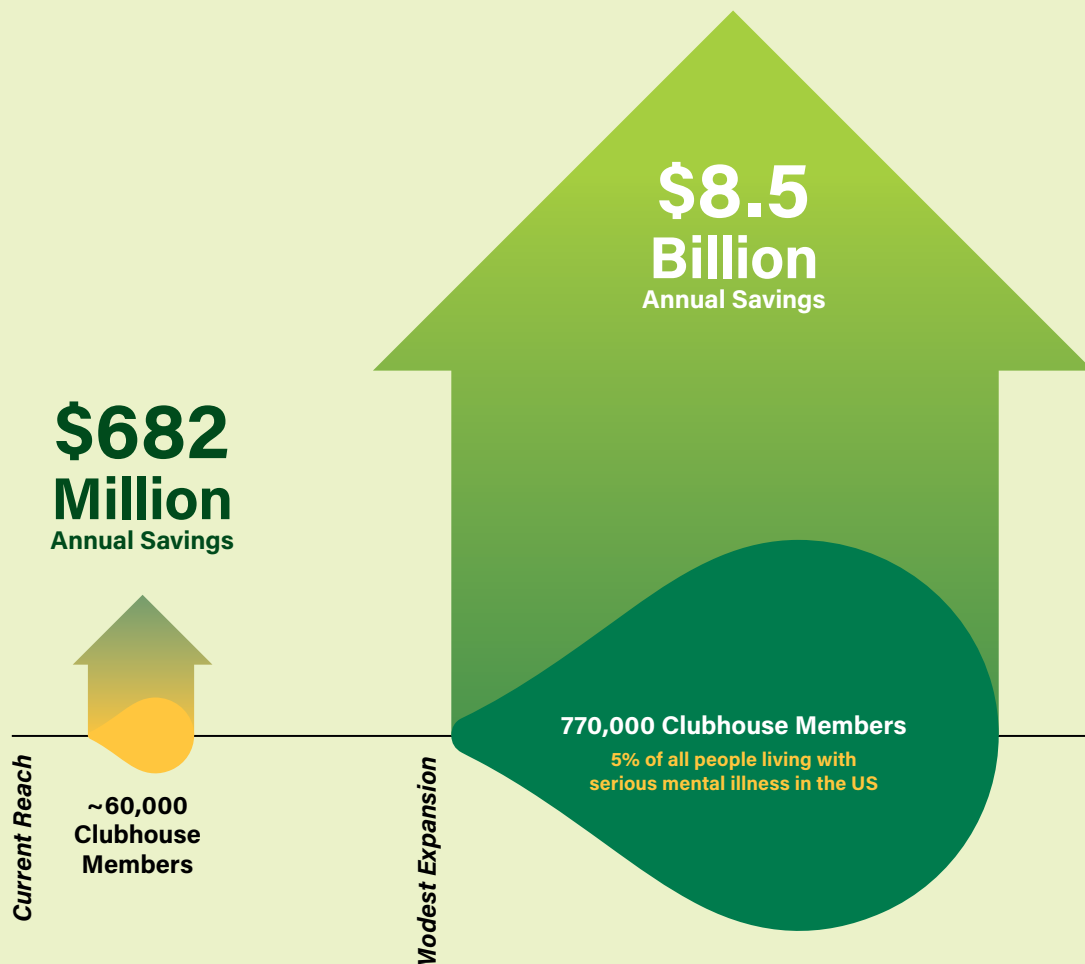 $8.5
Billion
Annual Savings
$682
Million
Annual Savings
770,000 Clubhouse Members
5% of all people living with
serious mental illness in the US
Current Reach
~60,000
Clubhouse
Members
Modest Expansion